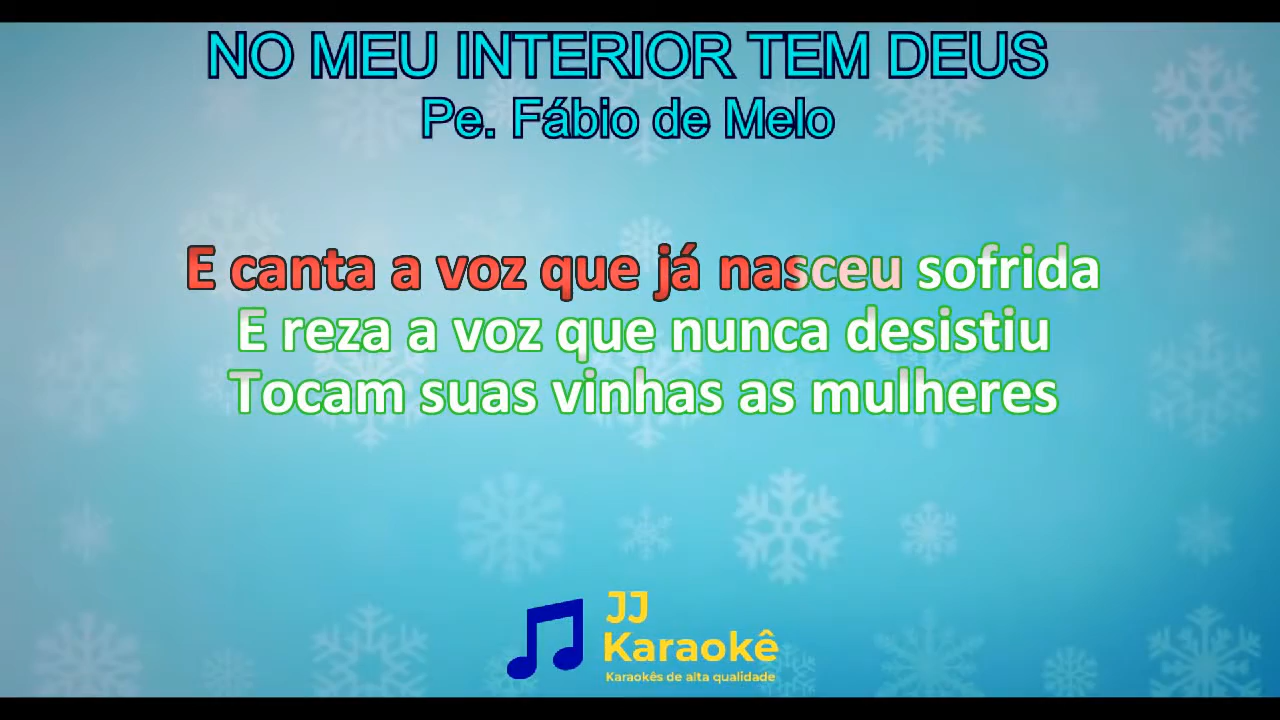 NO MEU INTERIOR TEM DEUS
Pe. Fábio de Melo
E canta a voz que já nasceu sofrida
E reza a voz que nunca desistiu
Tocam suas vinhas as mulheres
JJ
Karaokê
Karaokês de alta qualidade